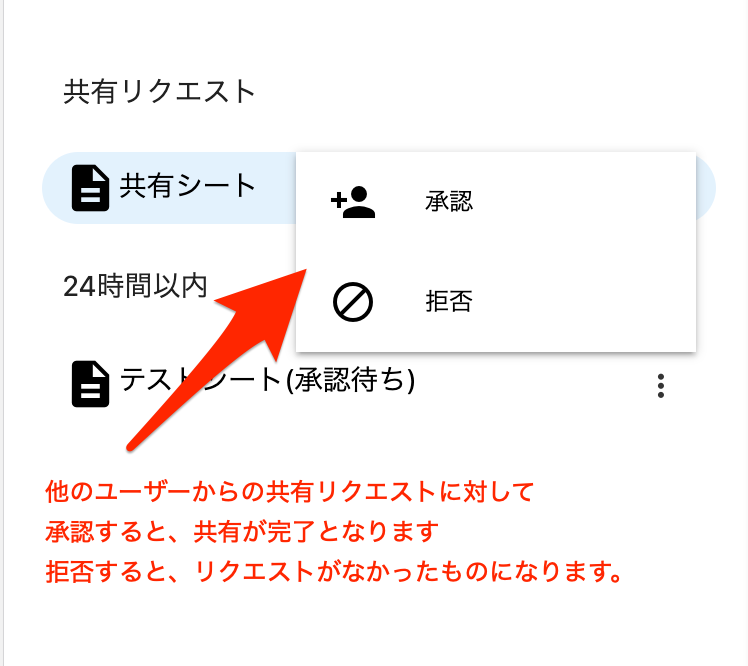 共有リクエスト
共有シート
承認
24時間以内
拒否
テストシート(承認待ち)
他のユーザーからの共有リクエストに対して
承認すると、共有が完了となります
拒否すると、リクエストがなかったものになります。